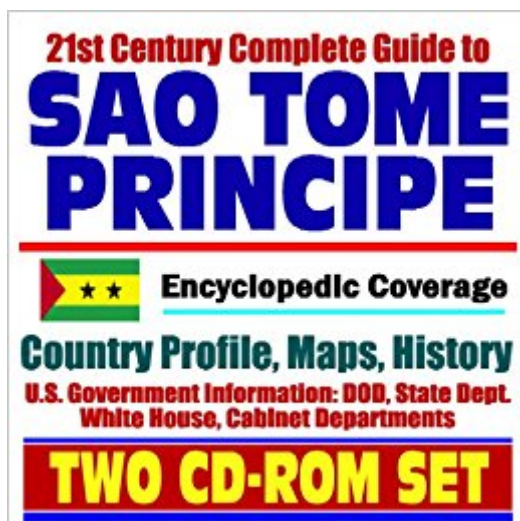 21st Century Complete Guide to
SAO TOME
PRINCIPE
Encyclopedic Coverage
Country Profile, Maps, History
U.S. Government Information: DOD, State Dept.
White House, Cabinet Departments
TWO CD-ROM SET